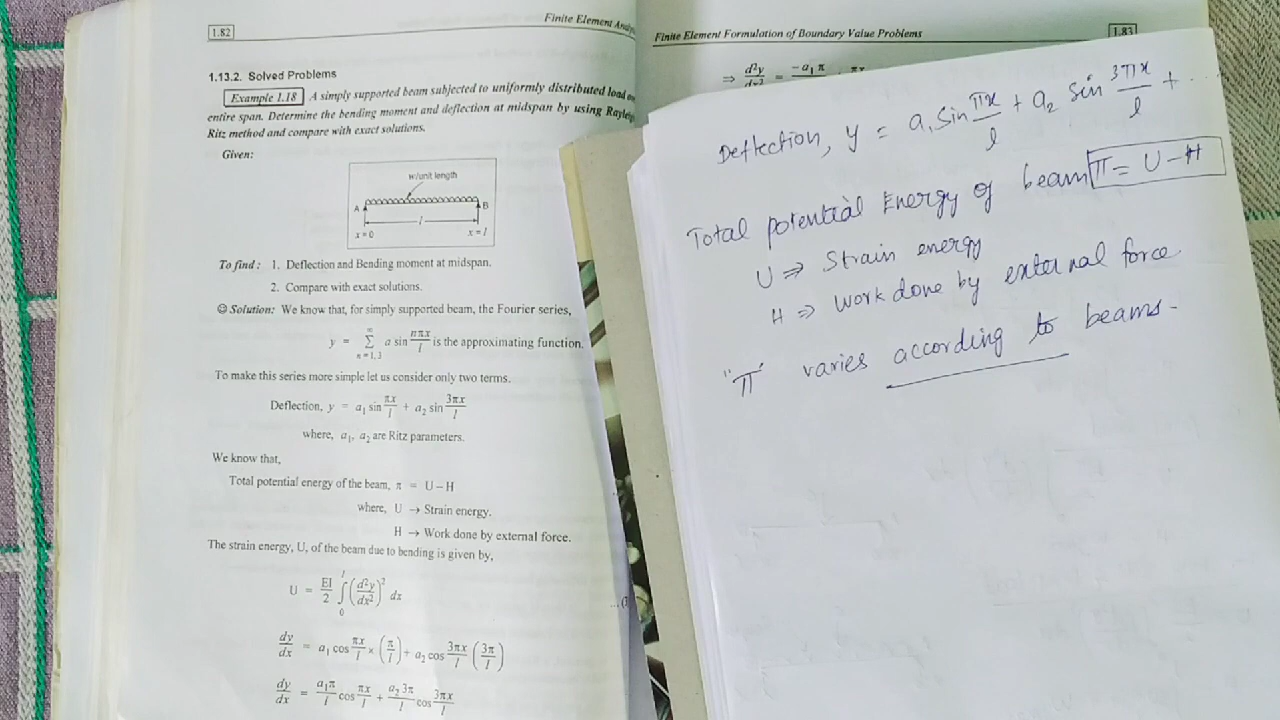 1.82
Finite Element
1.13.2. Solved Problems
Example 1.18 A simply supported beam subjected to uniformly distributed load
entire span. Determine the bending moment and deflection at midspan by using
Ritz method and compare with exact solutions.
Given:
w/unit length
A
B
l
x=0
x=l
To find : 1. Deflection and Bending moment at midspan.
2. Compare with exact solutions.
☺ Solution: We know that, for simply supported beam, the Fourier series,
y = ∞ Σ n=1,3 a sin nπx/l is the approximating function.
To make this series more simple let us consider only two terms.
Deflection, y = a₁ sin πx/l + a₂ sin 3πx/l
where, a₁, a₂ are Ritz parameters.
We know that,
Total potential energy of the beam, π = U – H
where, U → Strain energy.
H → Work done by external force.
The strain energy, U, of the beam due to bending is given by,
U = EI/2 ∫₀ˡ (d²y/dx²)² dx
dy/dx = a₁ cos πx/l × (π/l) + a₂ cos 3πx/l (3π/l)
dy/dx = a₁π/l cos πx/l + a₂3π/l cos 3πx/l
Finite Element Formulation of Boundary Value Problems
1.83
⇒ d²y/dx² = –a₁π
Deflection, y = a₁ sin πx/l + a₂ sin 3πx/l + ...
Total potential Energy of beam π = U – H
U ⇒ Strain energy
H ⇒ Work done by external force
"π" varies according to beams.